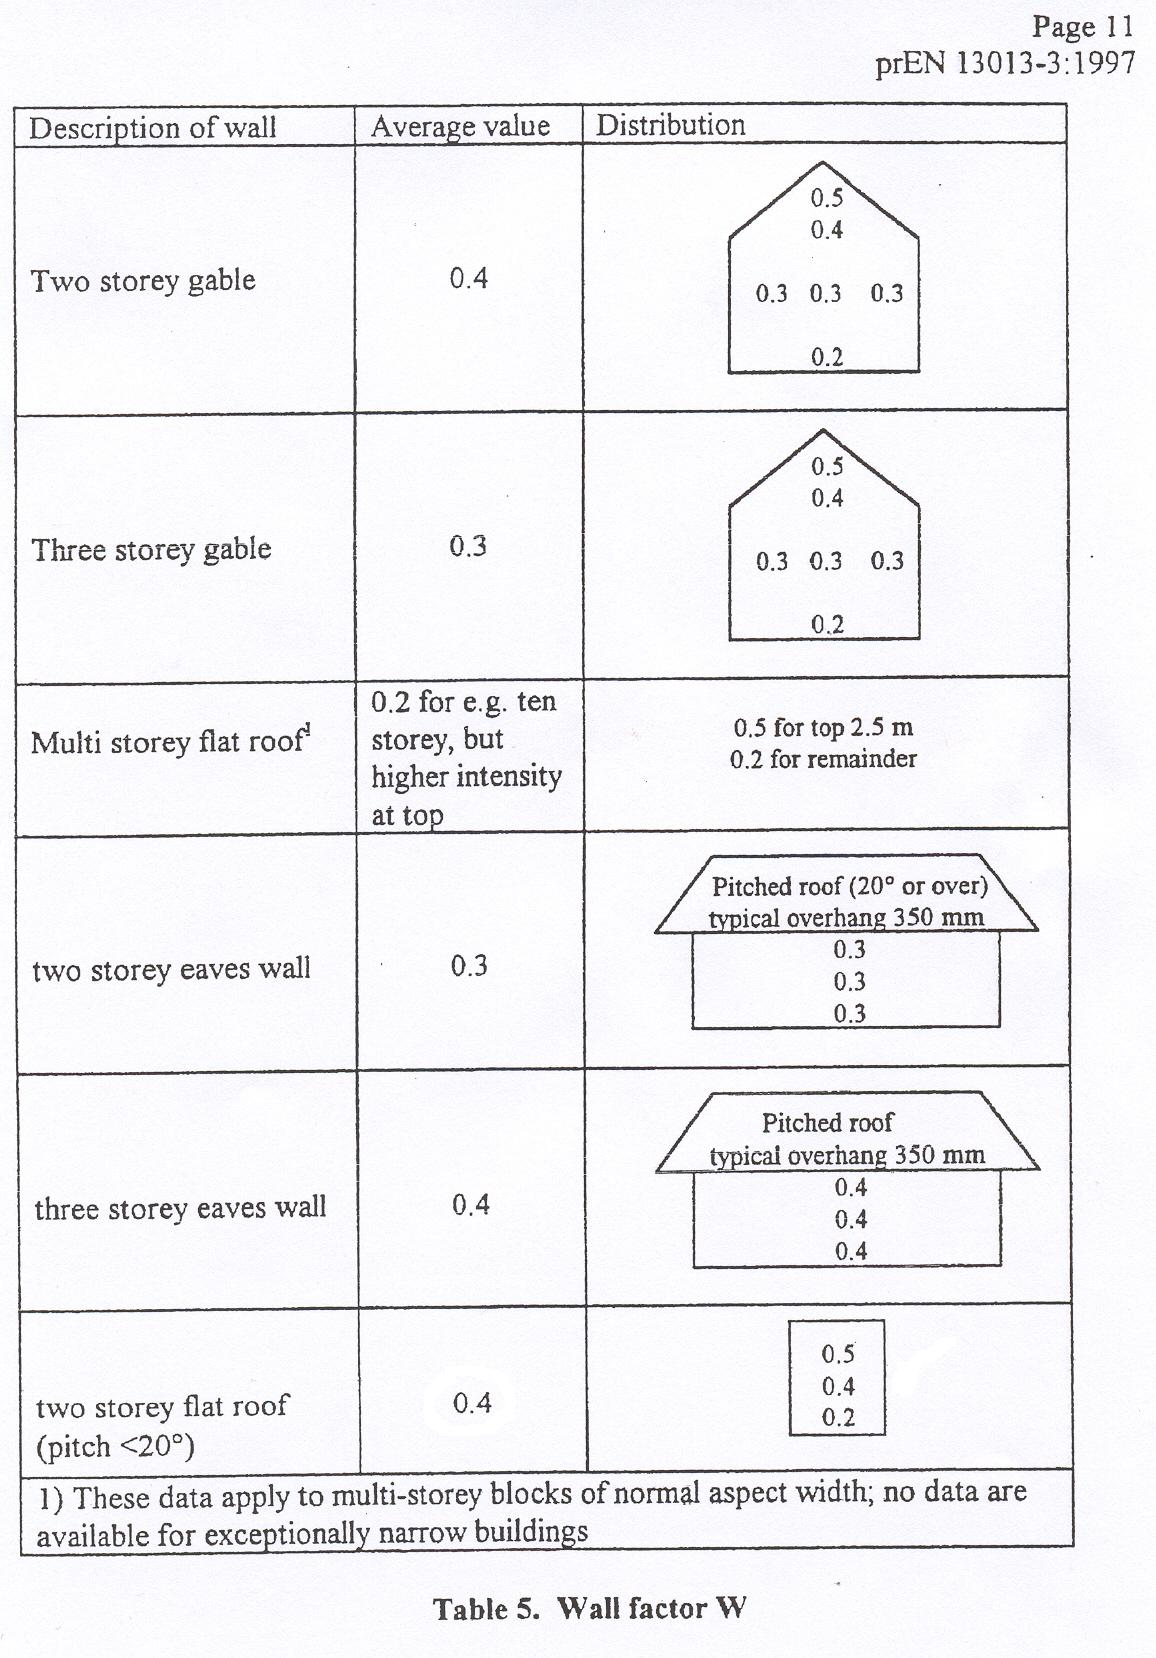 Page 11
prEN 13013-3:1997
Description of wall
Average value
Distribution
Two storey gable
0.4
0.5
0.4
0.3 0.3 0.3
0.2
Three storey gable
0.3
0.5
0.4
0.3 0.3 0.3
0.2
Multi storey flat roof¹
0.2 for e.g. ten
storey, but
higher intensity
at top
0.5 for top 2.5 m
0.2 for remainder
two storey eaves wall
0.3
Pitched roof (20° or over)
typical overhang 350 mm
0.3
0.3
0.3
three storey eaves wall
0.4
Pitched roof
typical overhang 350 mm
0.4
0.4
0.4
two storey flat roof
(pitch <20°)
0.4
0.5
0.4
0.2
1) These data apply to multi-storey blocks of normal aspect width; no data are
available for exceptionally narrow buildings
Table 5. Wall factor W